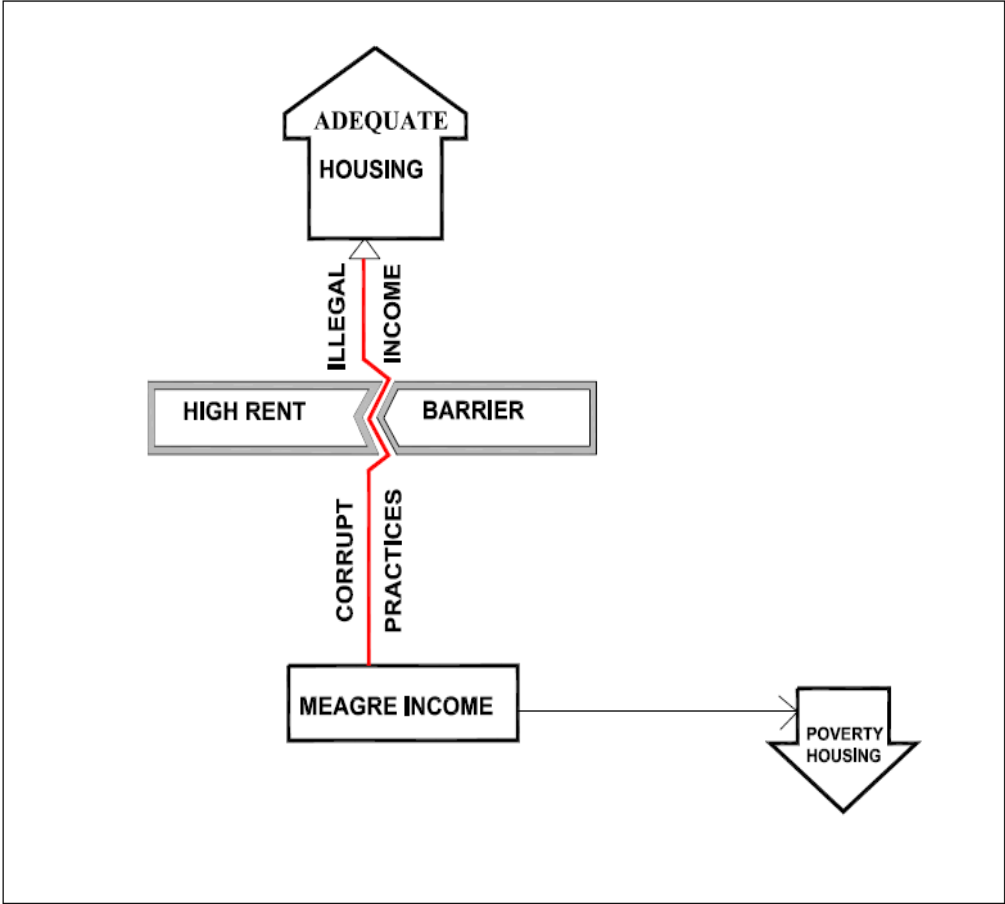 ADEQUATE
HOUSING
ILLEGAL
INCOME
HIGH RENT
BARRIER
CORRUPT
PRACTICES
MEAGRE INCOME
POVERTY
HOUSING